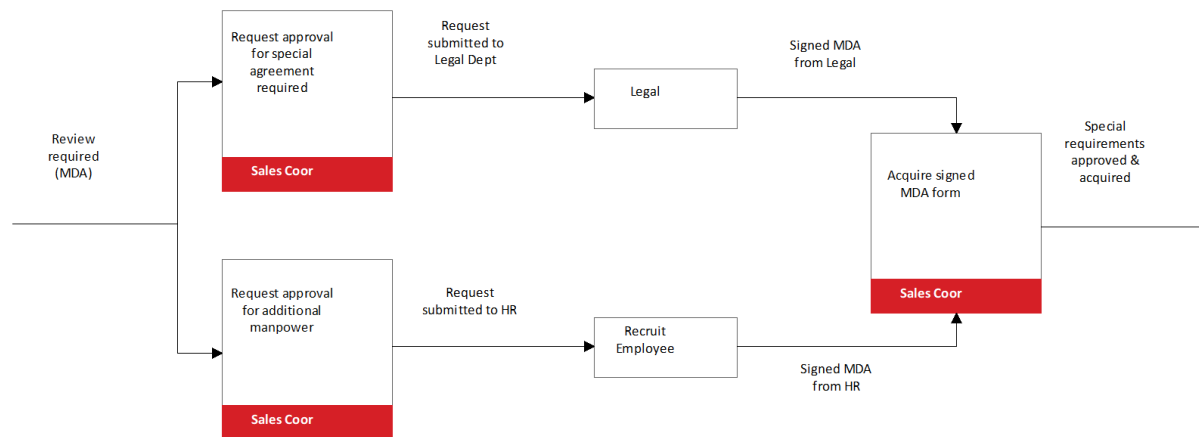 Review
required
(MDA)
Request approval
for special
agreement
required
Sales Coor
Request
submitted to
Legal Dept
Legal
Signed MDA
from Legal
Request approval
for additional
manpower
Sales Coor
Request
submitted to HR
Recruit
Employee
Signed MDA
from HR
Acquire signed
MDA form
Sales Coor
Special
requirements
approved &
acquired